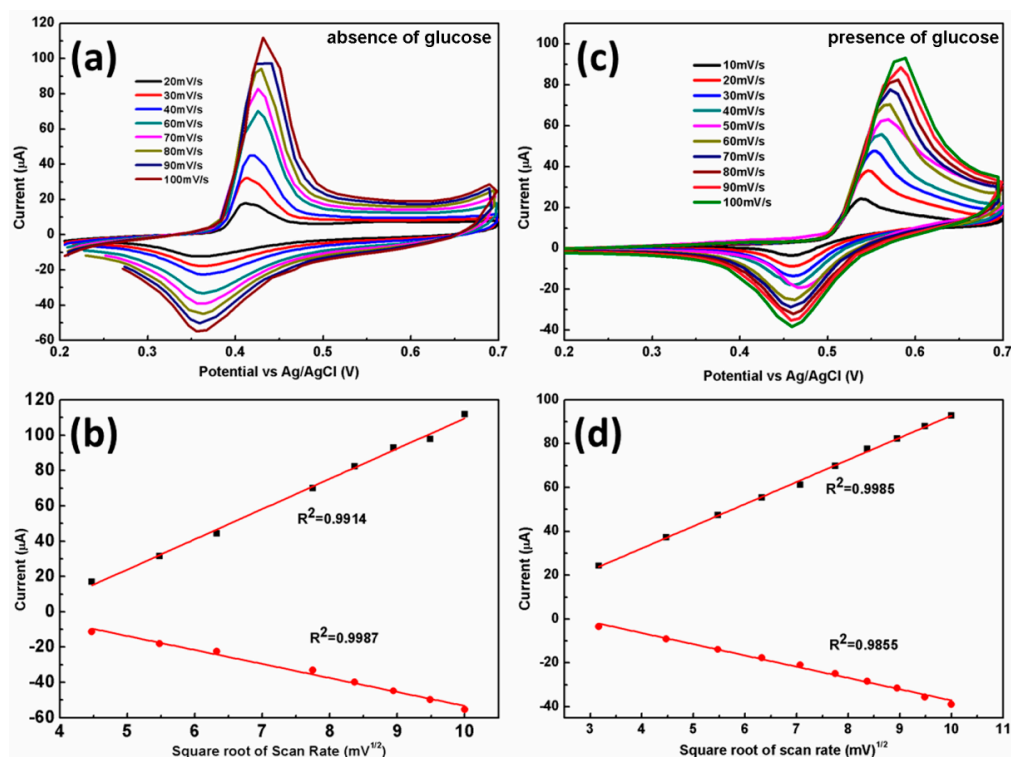 (a)
absence of glucose
20mV/s
30mV/s
40mV/s
60mV/s
70mV/s
80mV/s
90mV/s
100mV/s
120
100
80
60
40
20
0
-20
-40
-60
Current (μA)
0.2 0.3 0.4 0.5 0.6 0.7
Potential vs Ag/AgCl (V)
(c)
presence of glucose
10mV/s
20mV/s
30mV/s
40mV/s
50mV/s
60mV/s
70mV/s
80mV/s
90mV/s
100mV/s
100
80
60
40
20
0
-20
-40
Current (μA)
0.2 0.3 0.4 0.5 0.6 0.7
Potential vs Ag/AgCl (V)
(b)
R²=0.9914
R²=0.9987
120
100
80
60
40
20
0
-20
-40
-60
Current (μA)
4 5 6 7 8 9 10
Square root of Scan Rate (mV^1/2)
(d)
R²=0.9985
R²=0.9855
100
80
60
40
20
0
-20
-40
Current (μA)
3 4 5 6 7 8 9 10 11
Square root of scan rate (mV)^1/2